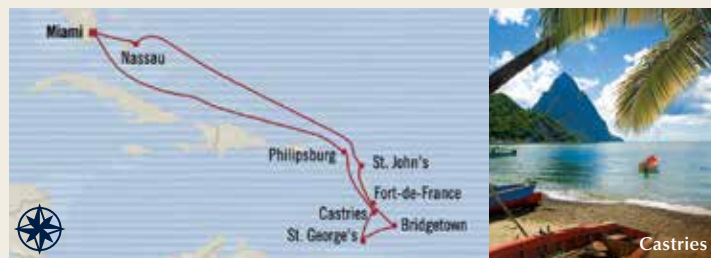 Miami
Nassau
Philipsburg
St. John's
Fort-de-France
Castries
Bridgetown
St. George's
Castries